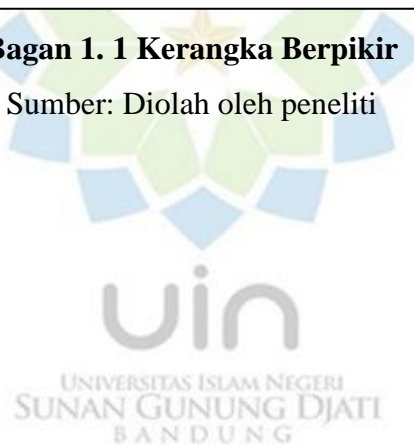 Bagan 1. 1 Kerangka Berpikir
Sumber: Diolah oleh peneliti
uin
UNIVERSITAS ISLAM NEGERI
SUNAN GUNUNG DJATI
BANDUNG